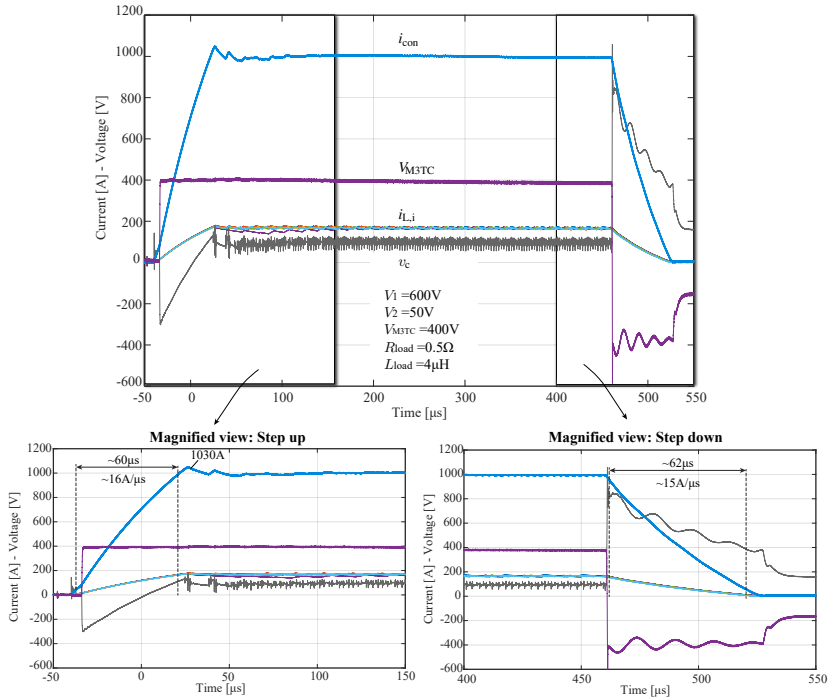 1200
1000
800
600
400
200
0
-200
-400
-600
Current [A] - Voltage [V]
i_con
V_M3TC
i_L,i
v_c
V1 =600V
V2 =50V
V_M3TC =400V
R_load =0.5Ω
L_load =4µH
-50 0 100 200 300 400 500 550
Time [µs]
Magnified view: Step up
1200
1000
800
600
400
200
0
-200
-400
-600
Current [A] - Voltage [V]
~60µs
~16A/µs
1030A
-50 0 50 100 150
Time [µs]
Magnified view: Step down
1200
1000
800
600
400
200
0
-200
-400
-600
Current [A] - Voltage [V]
~62µs
~15A/µs
400 450 500 550
Time [µs]